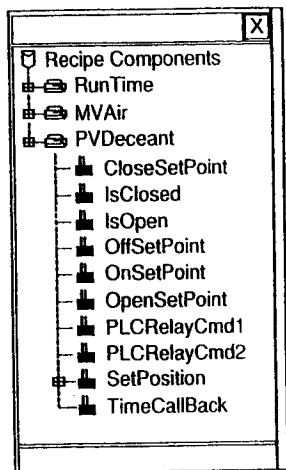 X
Recipe Components
RunTime
MVAir
PVDeceant
CloseSetPoint
IsClosed
IsOpen
OffSetPoint
OnSetPoint
OpenSetPoint
PLCRelayCmd1
PLCRelayCmd2
SetPosition
TimeCallBack